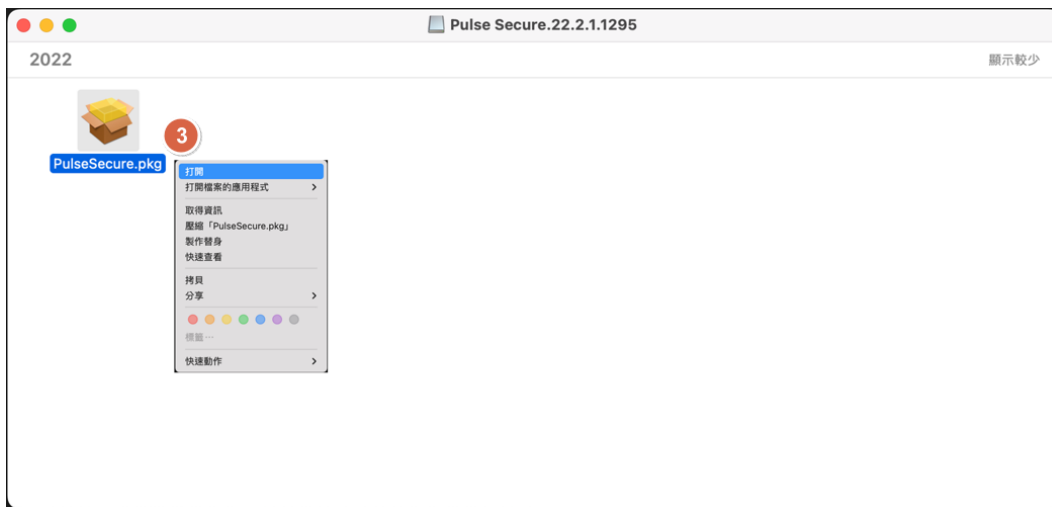 Pulse Secure.22.2.1.1295
2022
顯示較少
3
PulseSecure.pkg
打開
打開檔案的應用程式
取得資訊
壓縮「PulseSecure.pkg」
製作替身
快速查看
拷貝
分享
標籤⋯
快速動作